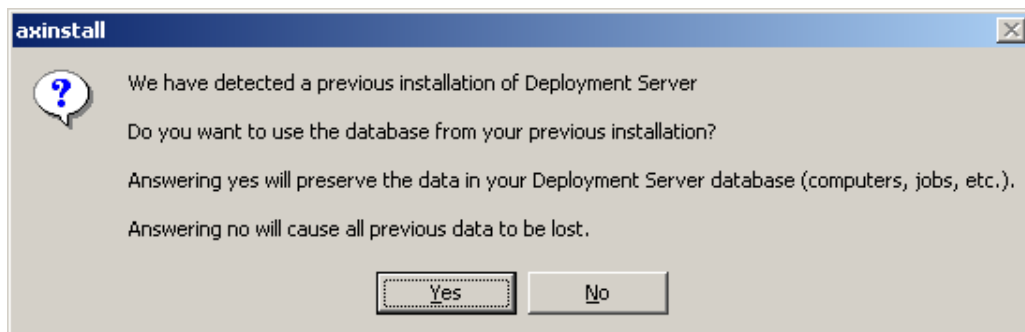 axinstall
We have detected a previous installation of Deployment Server
Do you want to use the database from your previous installation?
Answering yes will preserve the data in your Deployment Server database (computers, jobs, etc.).
Answering no will cause all previous data to be lost.
Yes No